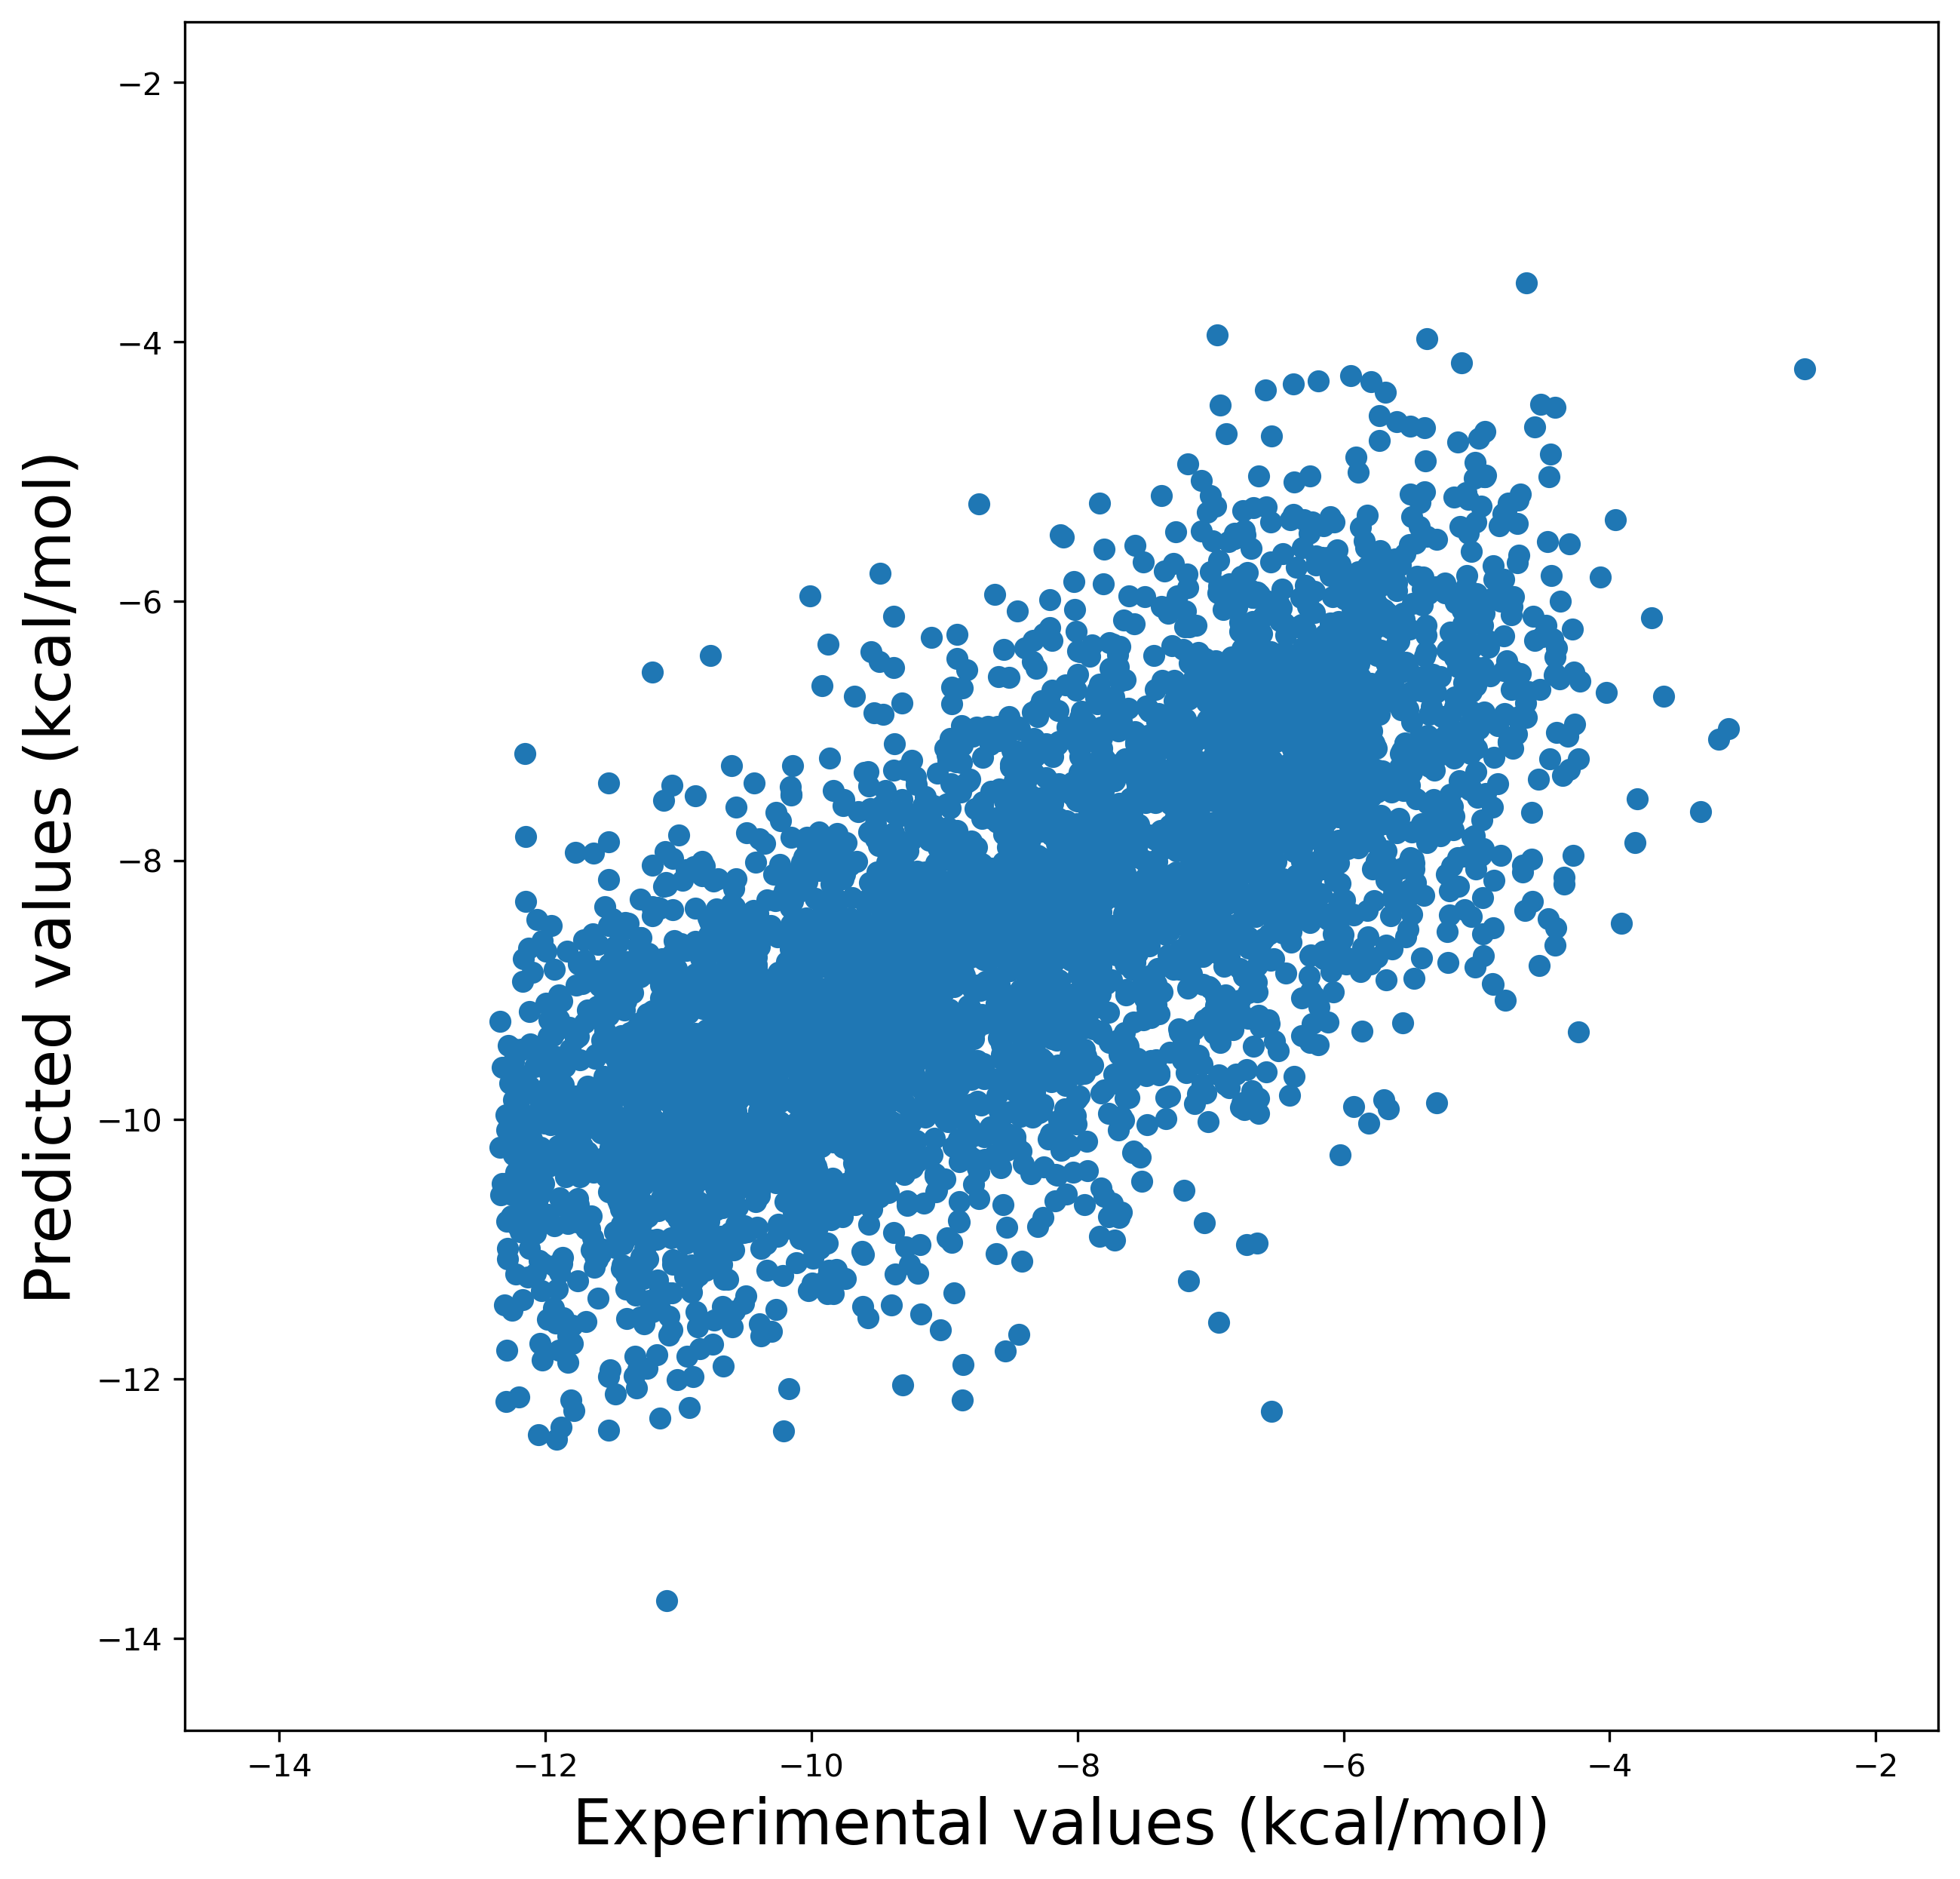 Predicted values (kcal/mol)
−2
−4
−6
−8
−10
−12
−14
−14 −12 −10 −8 −6 −4 −2
Experimental values (kcal/mol)